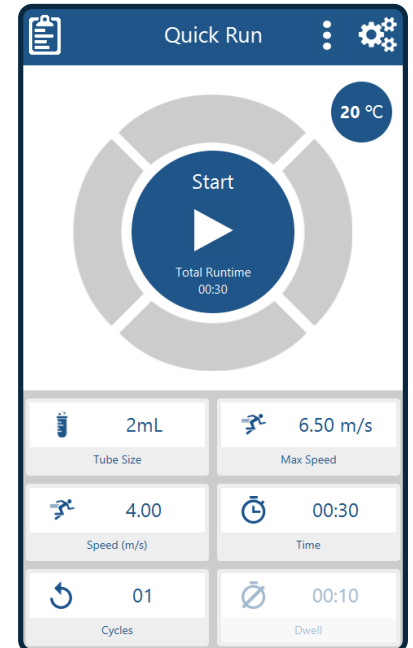 Quick Run
20 °C
Start
Total Runtime
00:30
2mL
6.50 m/s
Tube Size
Max Speed
4.00
00:30
Speed (m/s)
Time
01
00:10
Cycles
Dwell